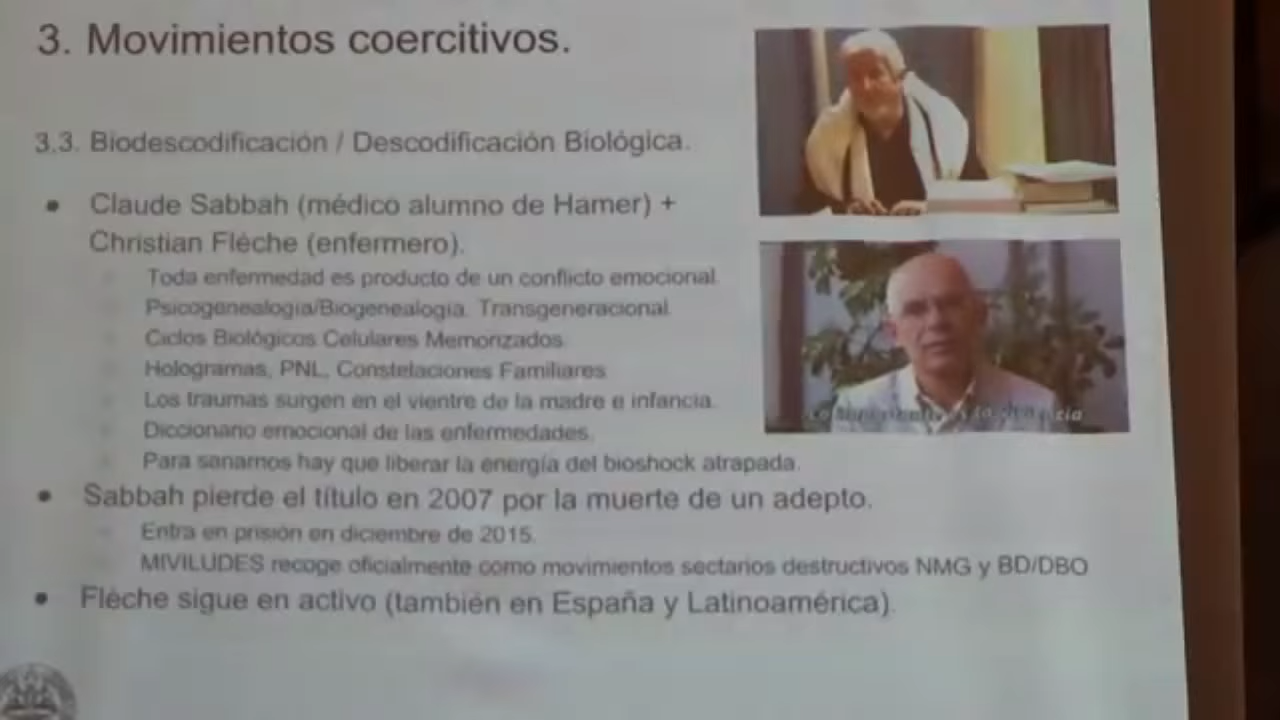 3. Movimientos coercitivos.
3.3. Biodescodificación / Descodificación Biológica.
Claude Sabbah (médico alumno de Hamer) +
Christian Fléche (enfermero).
Toda enfermedad es producto de un conflicto emocional.
Psicogenealogía/Biogenealogía. Transgeneracional.
Ciclos Biológicos Celulares Memorizados.
Hologramas, PNL, Constelaciones Familiares
Los traumas surgen en el vientre de la madre e infancia.
Diccionario emocional de las enfermedades.
Para sanarnos hay que liberar la energía del bioshock atrapada.
Sabbah pierde el título en 2007 por la muerte de un adepto.
Entra en prisión en diciembre de 2015.
MIVILUDES recoge oficialmente como movimientos sectarios destructivos NMG y BD/DBO
Fléche sigue en activo (también en España y Latinoamérica).